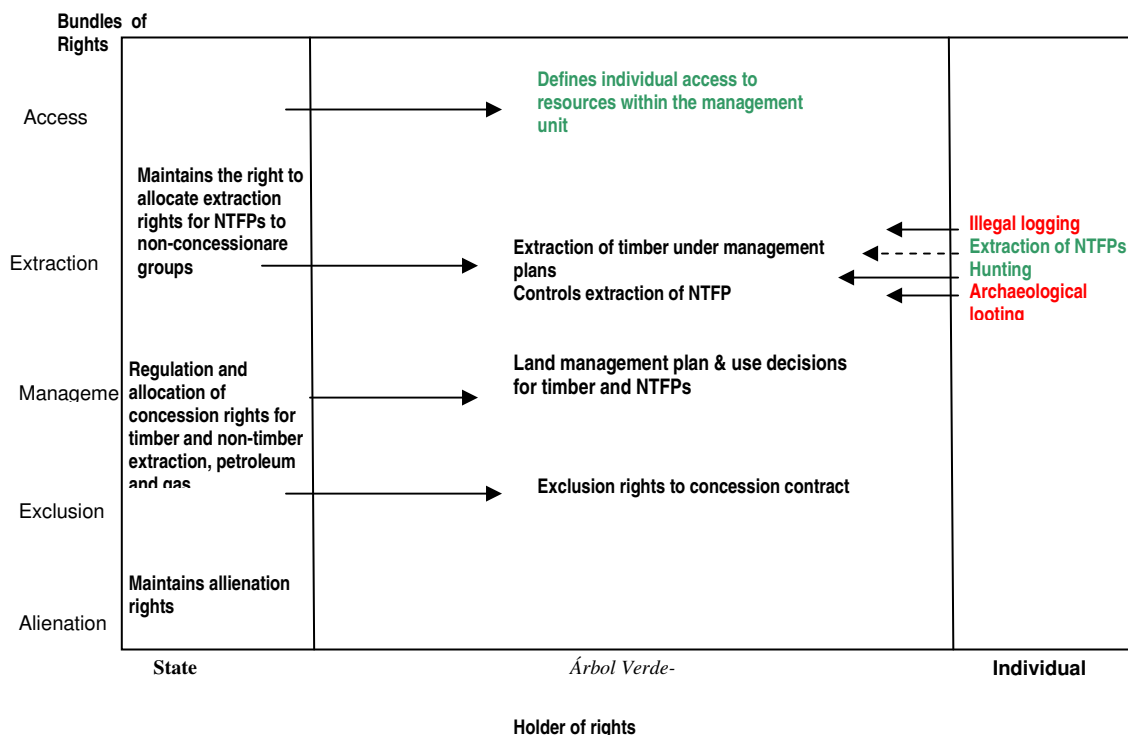 Bundles of
Rights
Access
Defines individual access to
resources within the management
unit
Maintains the right to
allocate extraction
rights for NTFPs to
non-concessionare
groups
Extraction
Extraction of timber under management
plans
Controls extraction of NTFP
Illegal logging
Extraction of NTFPs
Hunting
Archaeological
looting
Manageme
Regulation and
allocation of
concession rights for
timber and non-timber
extraction, petroleum
and gas
Land management plan & use decisions
for timber and NTFPs
Exclusion
Exclusion rights to concession contract
Maintains allienation
rights
Alienation
State
Árbol Verde-
Individual
Holder of rights